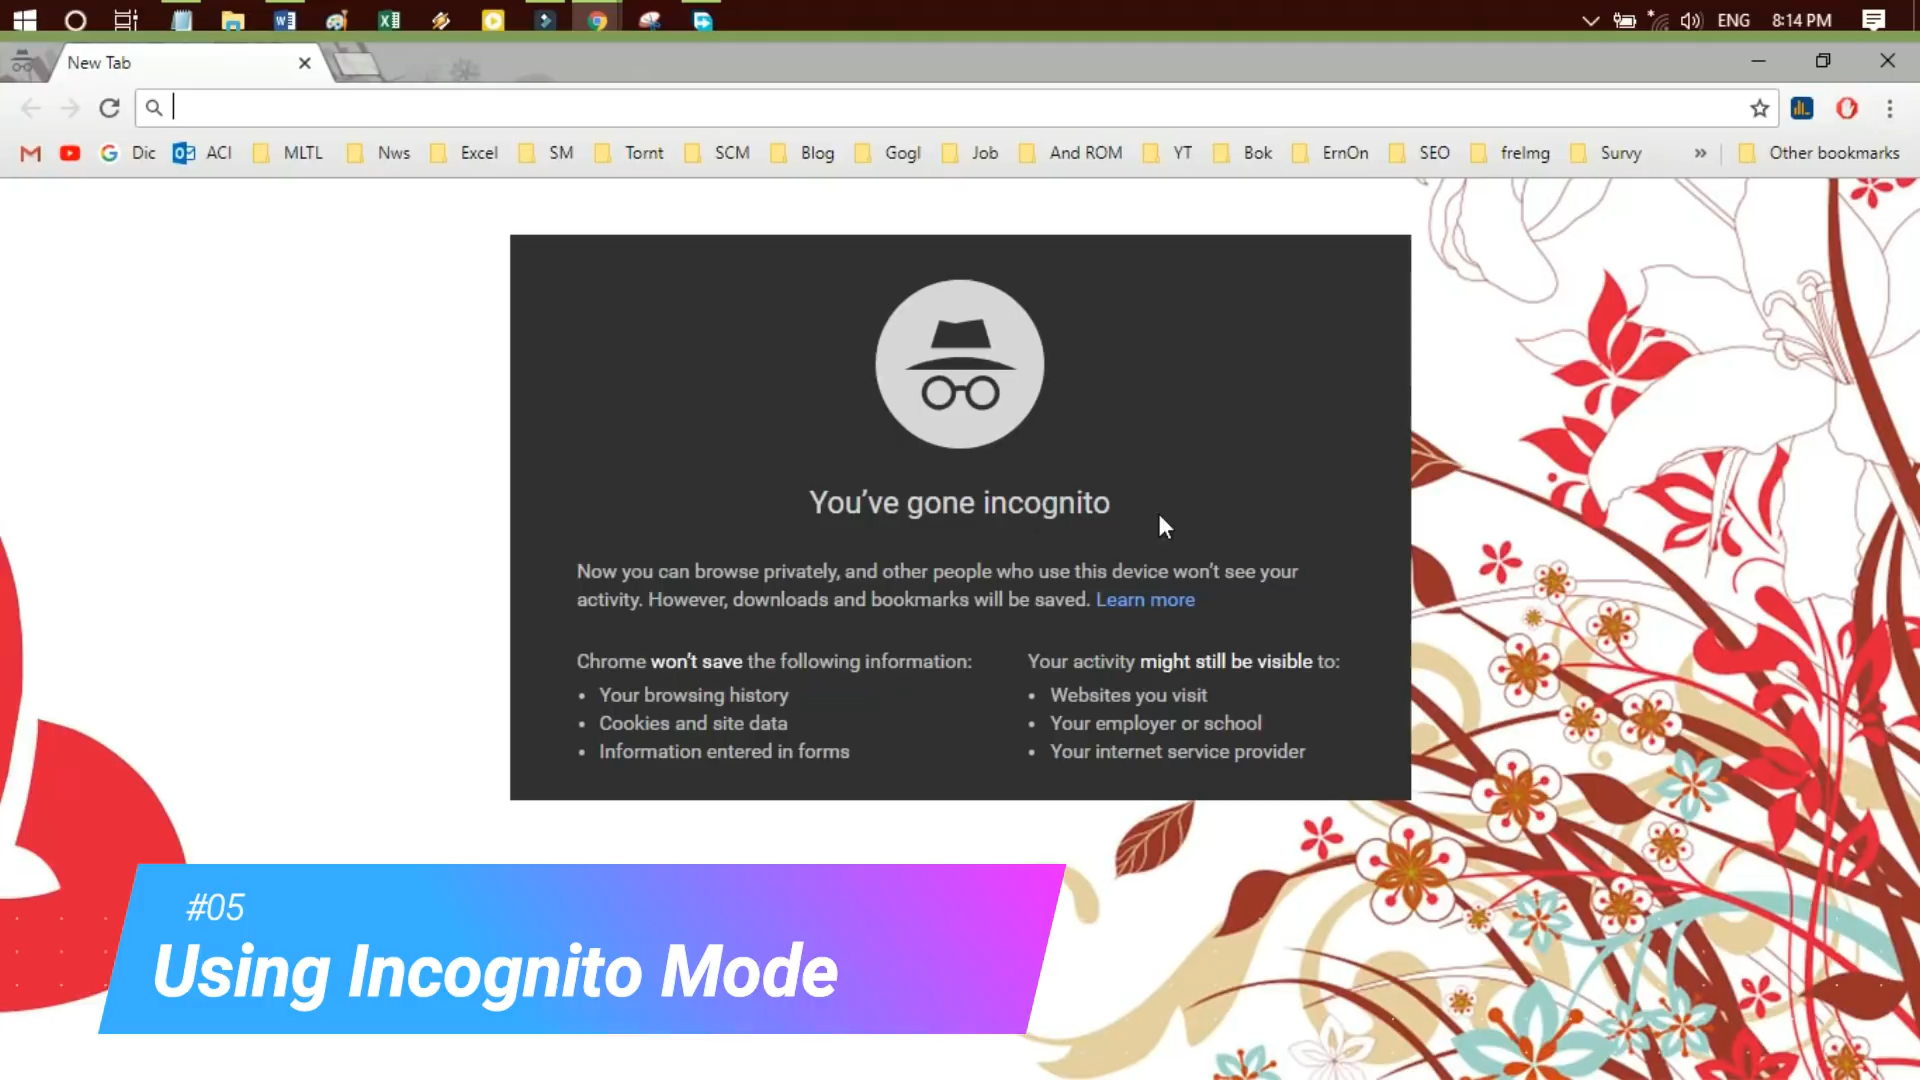 ENG 8:14 PM
New Tab
Dic ACI MLTL Nws Excel SM Tornt SCM Blog Gogl Job And ROM YT Bok ErnOn SEO freImg Survy » Other bookmarks
You've gone incognito
Now you can browse privately, and other people who use this device won't see your
activity. However, downloads and bookmarks will be saved. Learn more
Chrome won't save the following information:
• Your browsing history
• Cookies and site data
• Information entered in forms
Your activity might still be visible to:
• Websites you visit
• Your employer or school
• Your internet service provider
#05
Using Incognito Mode